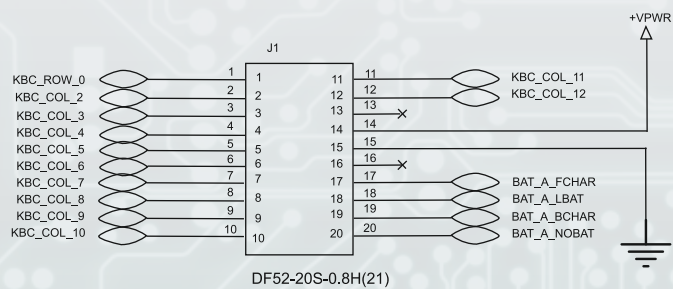 +VPWR
J1
KBC_ROW_0 1 1 11 11 KBC_COL_11
KBC_COL_2 2 2 12 12 KBC_COL_12
KBC_COL_3 3 3 13 13
KBC_COL_4 4 4 14 14
KBC_COL_5 5 5 15 15
KBC_COL_6 6 6 16 16
KBC_COL_7 7 7 17 17 BAT_A_FCHAR
KBC_COL_8 8 8 18 18 BAT_A_LBAT
KBC_COL_9 9 9 19 19 BAT_A_BCHAR
KBC_COL_10 10 10 20 20 BAT_A_NOBAT
DF52-20S-0.8H(21)